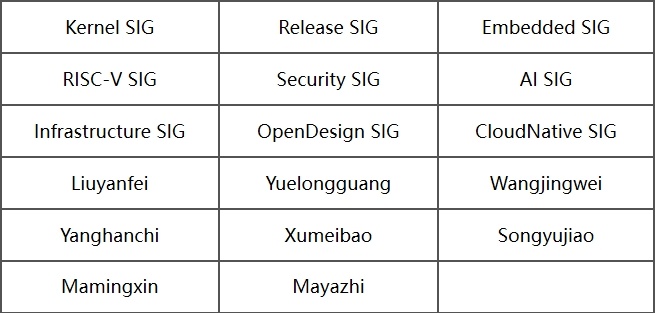 Kernel SIG Release SIG Embedded SIG
RISC-V SIG Security SIG AI SIG
Infrastructure SIG OpenDesign SIG CloudNative SIG
Liuyanfei Yuelongguang Wangjingwei
Yanghanchi Xumeibao Songyujiao
Mamingxin Mayazhi